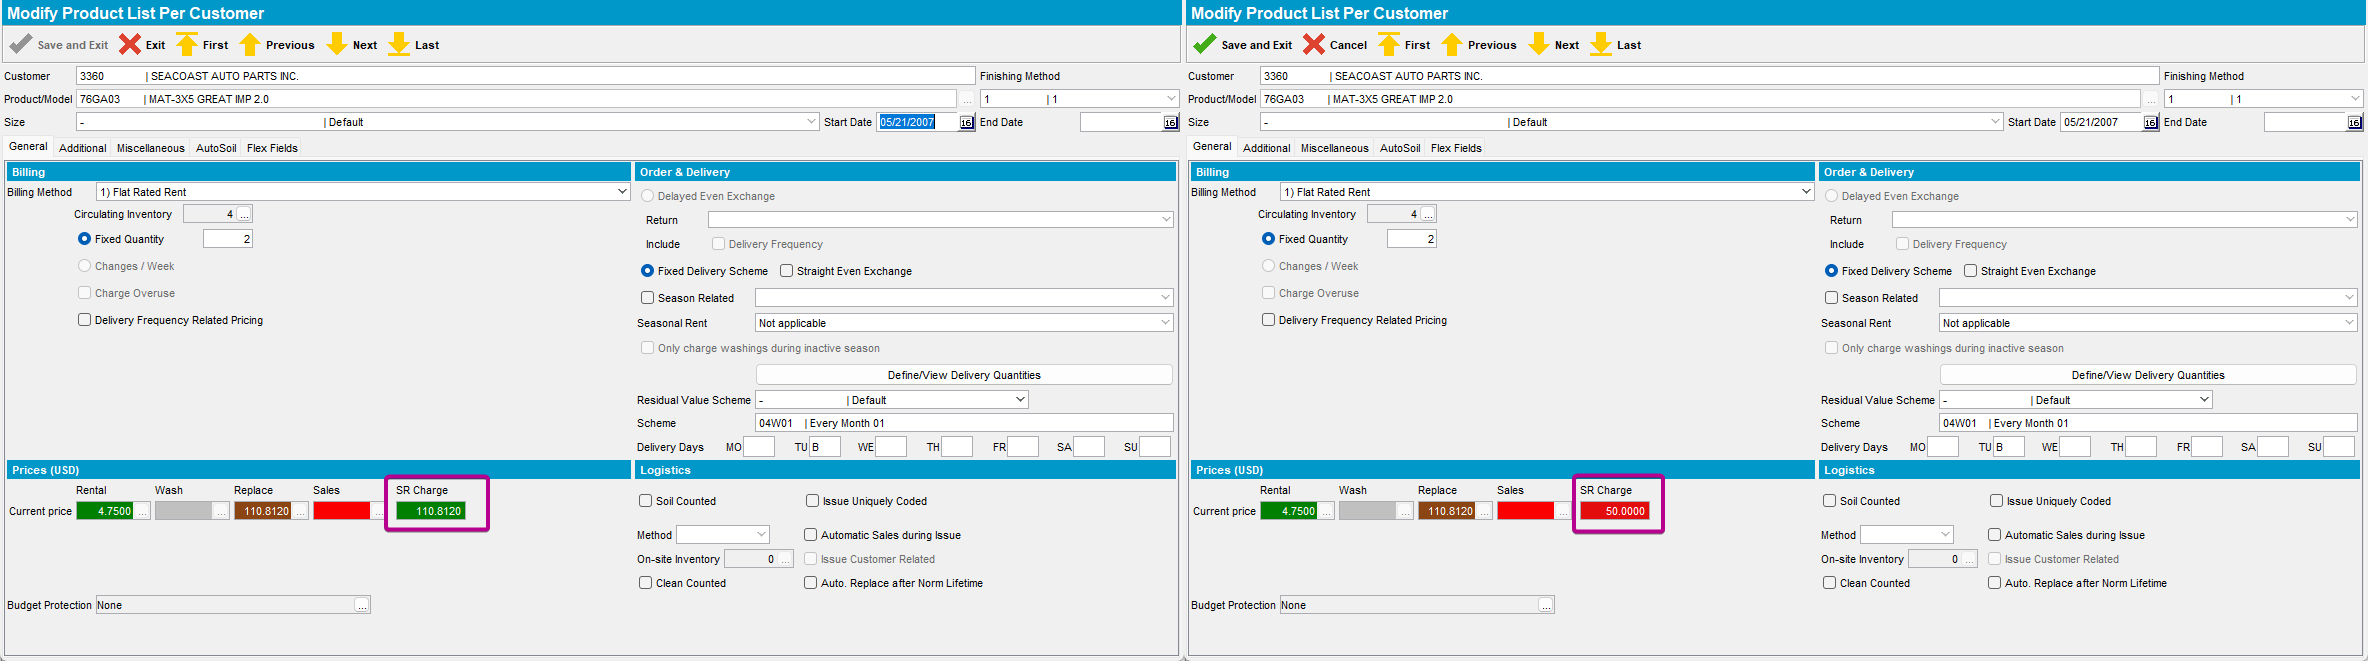 Modify Product List Per Customer
Save and Exit Exit First Previous Next Last
Customer 3360 | SEACOAST AUTO PARTS INC. Finishing Method
Product/Model 76GA03 | MAT-3X5 GREAT IMP 2.0 ... 1 | 1
Size - | Default Start Date 05/21/2007 16 End Date 16
General Additional Miscellaneous AutoSoil Flex Fields
Billing
Billing Method 1) Flat Rated Rent
Circulating Inventory 4 ...
Fixed Quantity 2
Changes / Week
Charge Overuse
Delivery Frequency Related Pricing
Order & Delivery
Delayed Even Exchange
Return
Include Delivery Frequency
Fixed Delivery Scheme Straight Even Exchange
Season Related
Seasonal Rent Not applicable
Only charge washings during inactive season
Define/View Delivery Quantities
Residual Value Scheme - | Default
Scheme 04W01 | Every Month 01
Delivery Days MO TU B WE TH FR SA SU
Prices (USD)
Rental Wash Replace Sales SR Charge
Current price 4.7500 ... ... 110.8120 ... ... 110.8120
Budget Protection None ...
Logistics
Soil Counted Issue Uniquely Coded
Method Automatic Sales during Issue
On-site Inventory 0 ... Issue Customer Related
Clean Counted Auto. Replace after Norm Lifetime
Modify Product List Per Customer
Save and Exit Cancel First Previous Next Last
Customer 3360 | SEACOAST AUTO PARTS INC. Finishing Method
Product/Model 76GA03 | MAT-3X5 GREAT IMP 2.0 ... 1 | 1
Size - | Default Start Date 05/21/2007 16 End Date 16
General Additional Miscellaneous AutoSoil Flex Fields
Billing
Billing Method 1) Flat Rated Rent
Circulating Inventory 4 ...
Fixed Quantity 2
Changes / Week
Charge Overuse
Delivery Frequency Related Pricing
Order & Delivery
Delayed Even Exchange
Return
Include Delivery Frequency
Fixed Delivery Scheme Straight Even Exchange
Season Related
Seasonal Rent Not applicable
Only charge washings during inactive season
Define/View Delivery Quantities
Residual Value Scheme - | Default
Scheme 04W01 | Every Month 01
Delivery Days MO TU B WE TH FR SA SU
Prices (USD)
Rental Wash Replace Sales SR Charge
Current price 4.7500 ... ... 110.8120 ... ... 50.0000
Budget Protection None ...
Logistics
Soil Counted Issue Uniquely Coded
Method Automatic Sales during Issue
On-site Inventory 0 ... Issue Customer Related
Clean Counted Auto. Replace after Norm Lifetime